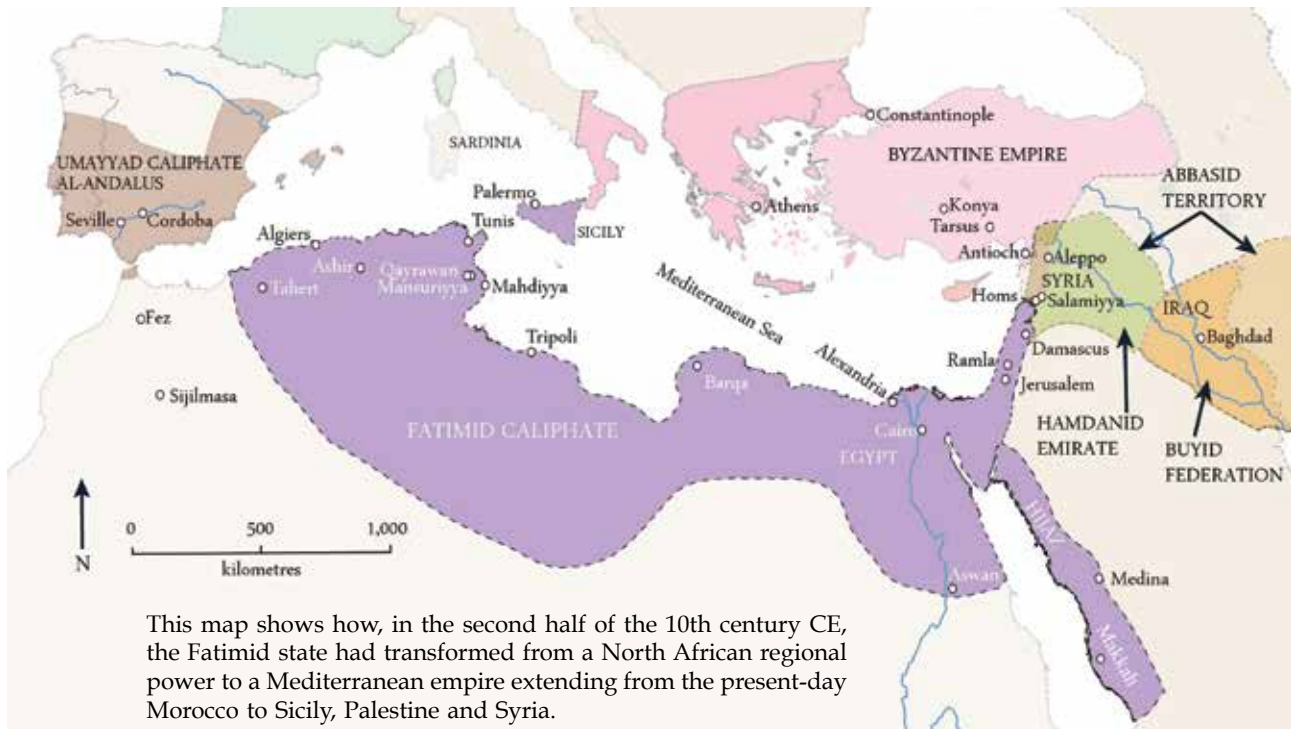 Constantinople
BYZANTINE EMPIRE
SARDINIA
UMAYYAD CALIPHATE
AL-ANDALUS
ABBASID
TERRITORY
Palermo
Seville
Cordoba
Tunis
SICILY
Athens
Konya
Tarsus
Algiers
Antioch
Aleppo
Ashir
Qayrawan
Mansuriyya
Mahdiyya
Tahert
Mediterranean Sea
SYRIA
Homs
Salamiyya
IRAQ
Fez
Tripoli
Alexandria
Baghdad
Damascus
Ramla
Barqa
Jerusalem
Sijilmasa
FATIMID CALIPHATE
Cairo
EGYPT
HAMDANID
EMIRATE
BUYID
FEDERATION
HIJAZ
0 500 1,000
kilometres
N
Aswan
Medina
Makkah
This map shows how, in the second half of the 10th century CE,
the Fatimid state had transformed from a North African regional
power to a Mediterranean empire extending from the present-day
Morocco to Sicily, Palestine and Syria.